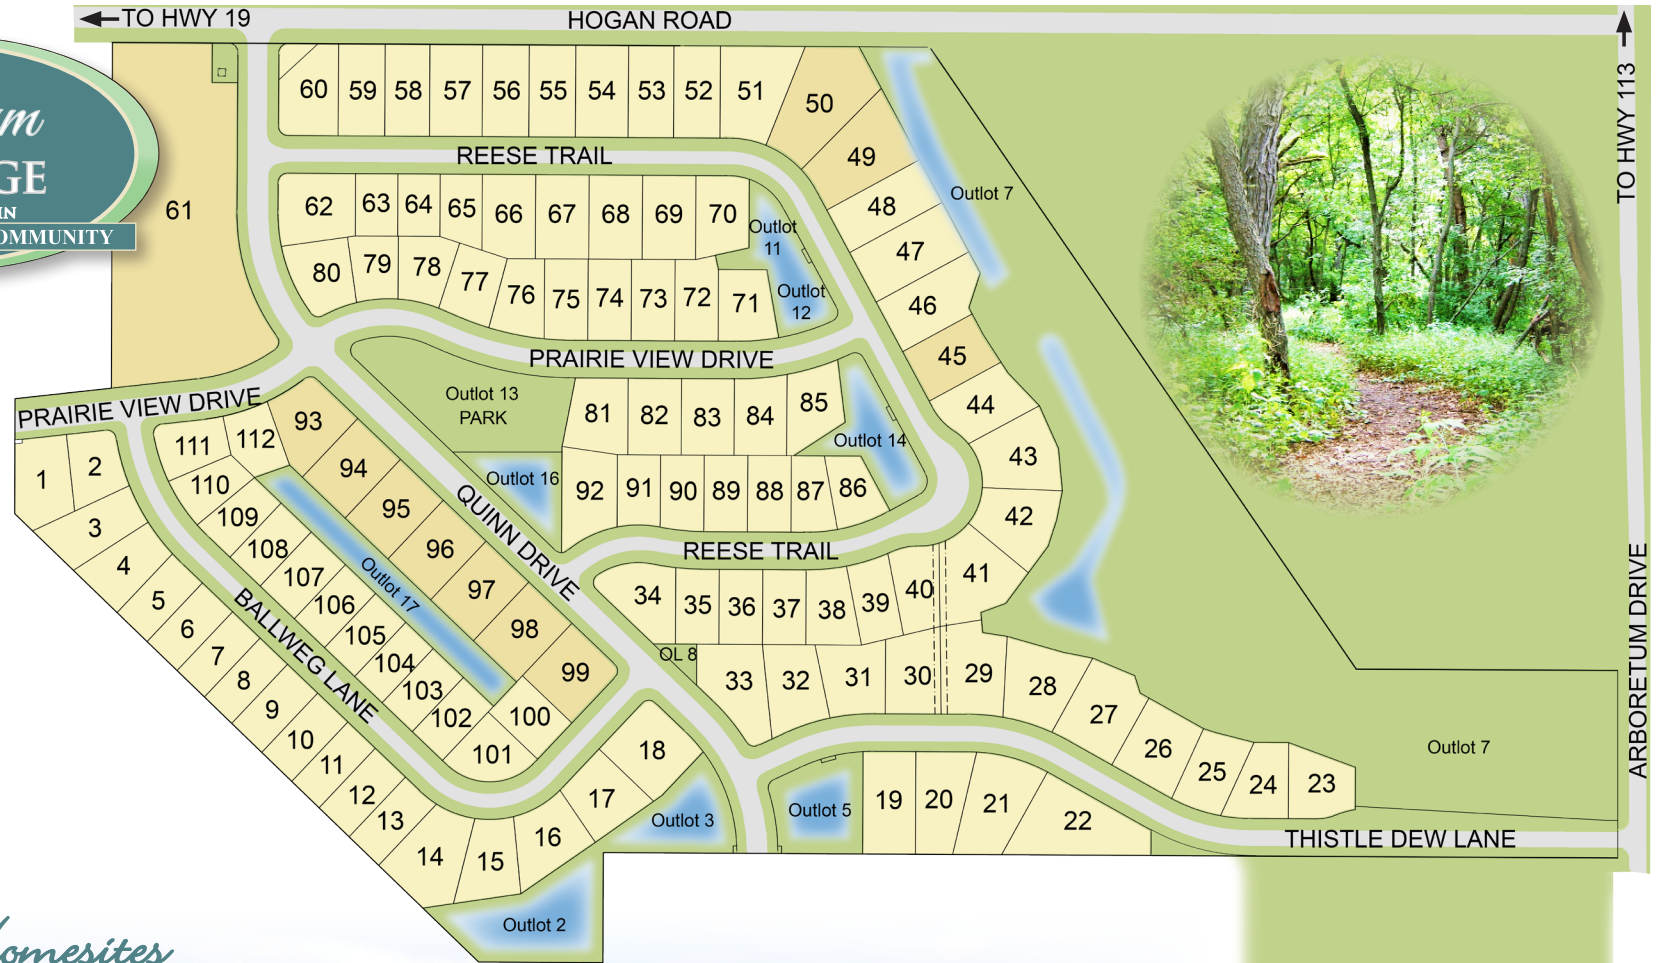 TO HWY 19
HOGAN ROAD
TO HWY 113
GE
IN
OMMUNITY
60 59 58 57 56 55 54 53 52 51 50
49
REESE TRAIL
61
62 63 64 65 66 67 68 69 70
Outlot
11
48
Outlot 7
47
80 79 78 77 76 75 74 73 72 71
Outlot
12
46
PRAIRIE VIEW DRIVE
45
Outlot 13
PARK
81 82 83 84 85
44
Outlot 14
43
PRAIRIE VIEW DRIVE
93
111 112
1 2
94
110
Outlot 16
92 91 90 89 88 87 86
42
95
109
QUINN DRIVE
3
96
108
REESE TRAIL
4
97
107
Outlot 17
41
34 35 36 37 38 39 40
5
106
98
6
105
BALLWEG LANE
7
104
99
OL 8
33 32 31 30 29 28
8
103
27
9
102
100
26
10
101
18
25
24
23
Outlot 7
11
12
17
13
16
Outlot 3
Outlot 5
19 20 21 22
14
15
THISTLE DEW LANE
ARBORETUM DRIVE
Outlot 2
omesites